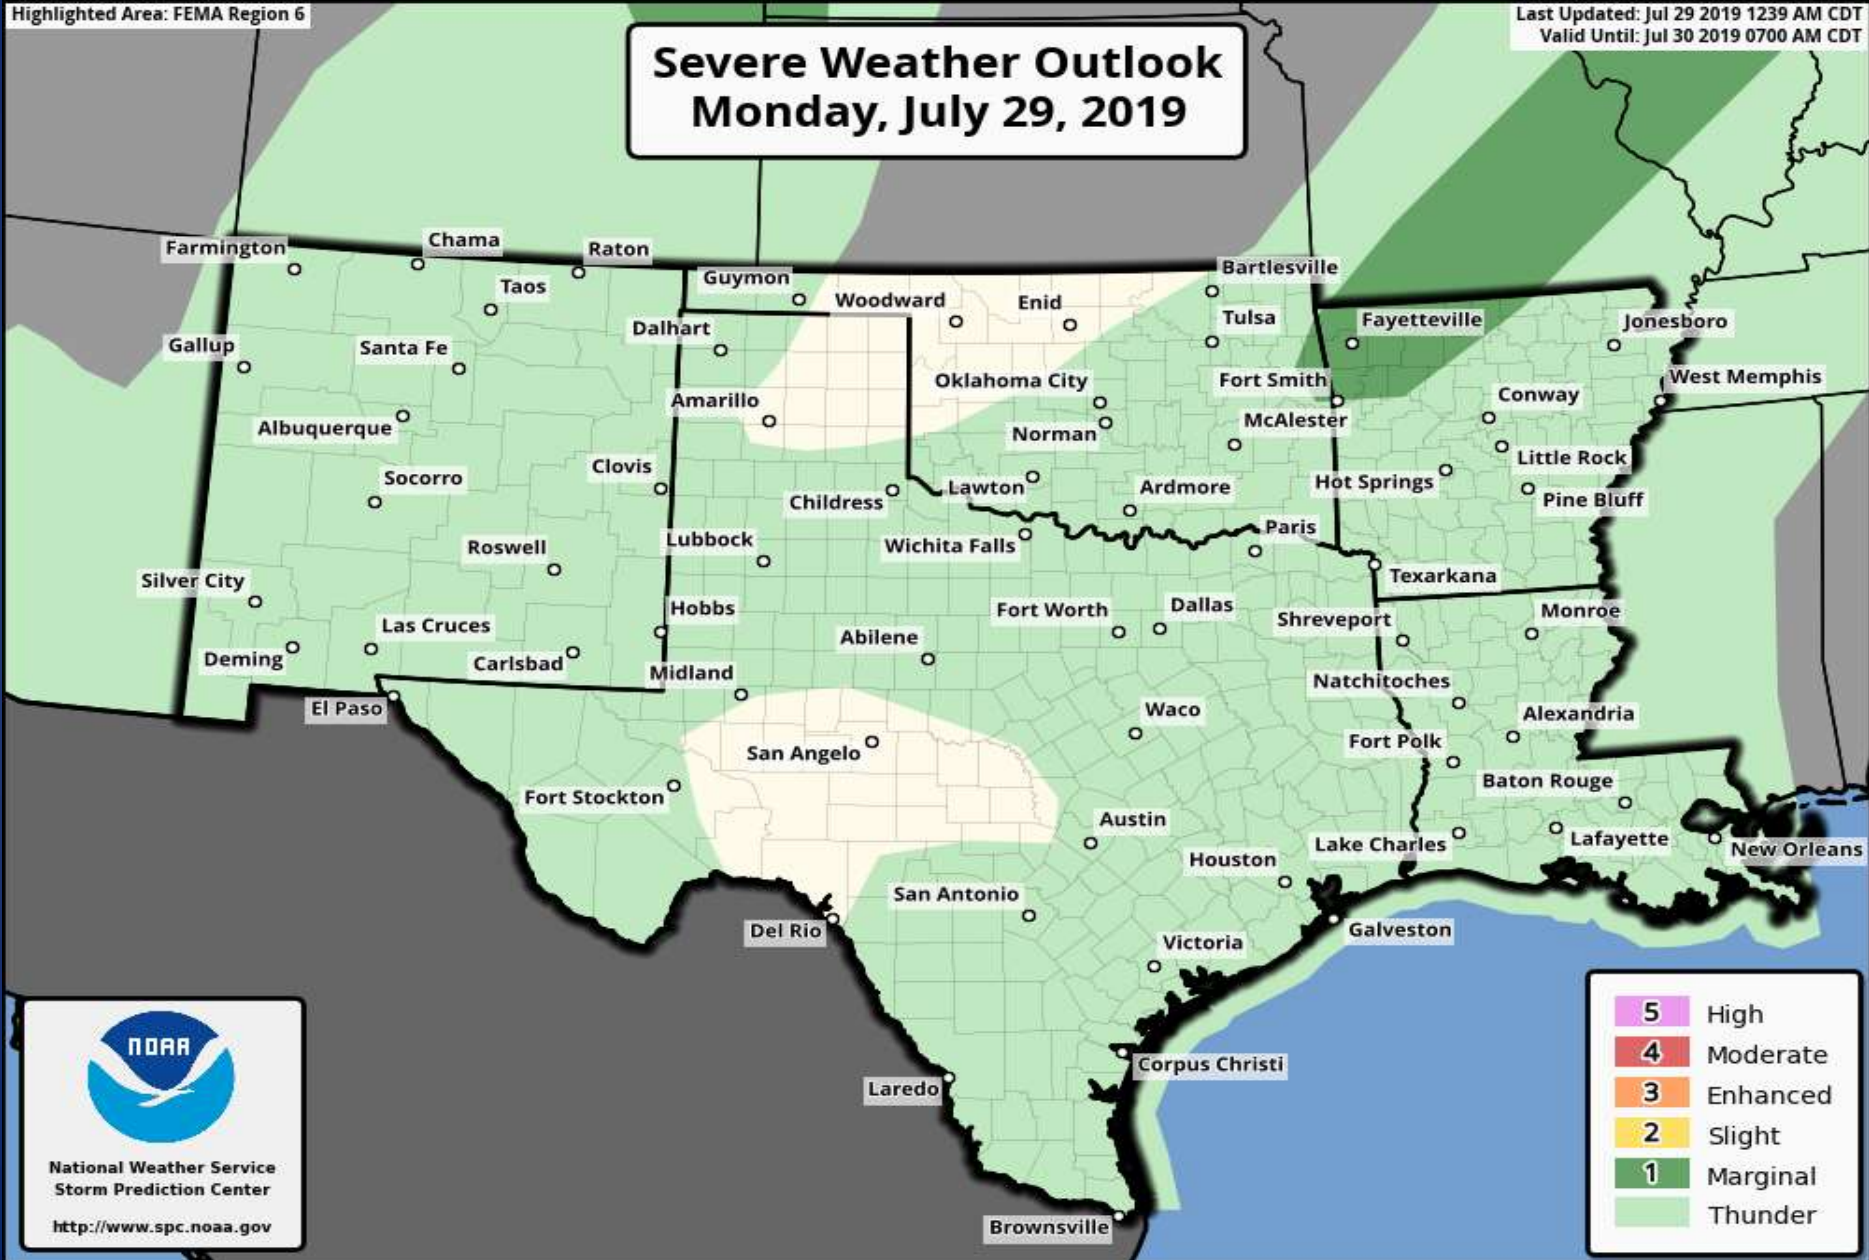 Highlighted Area: FEMA Region 6
Last Updated: Jul 29 2019 1239 AM CDT
Valid Until: Jul 30 2019 0700 AM CDT
Severe Weather Outlook
Monday, July 29, 2019
Farmington
Chama
Raton
Taos
Guymon
Woodward
Enid
Bartlesville
Tulsa
Fayetteville
Jonesboro
Dalhart
Gallup
Santa Fe
Oklahoma City
Fort Smith
West Memphis
Conway
Amarillo
Albuquerque
Norman
McAlester
Little Rock
Socorro
Clovis
Childress
Lawton
Ardmore
Hot Springs
Pine Bluff
Roswell
Lubbock
Wichita Falls
Paris
Texarkana
Silver City
Hobbs
Fort Worth
Dallas
Shreveport
Monroe
Las Cruces
Deming
Carlsbad
Abilene
Midland
Natchitoches
El Paso
Waco
Alexandria
San Angelo
Fort Polk
Fort Stockton
Baton Rouge
Austin
Lake Charles
Lafayette
New Orleans
Houston
San Antonio
Del Rio
Galveston
Victoria
Corpus Christi
Laredo
Brownsville
NOAA
National Weather Service
Storm Prediction Center
http://www.spc.noaa.gov
5 High
4 Moderate
3 Enhanced
2 Slight
1 Marginal
Thunder